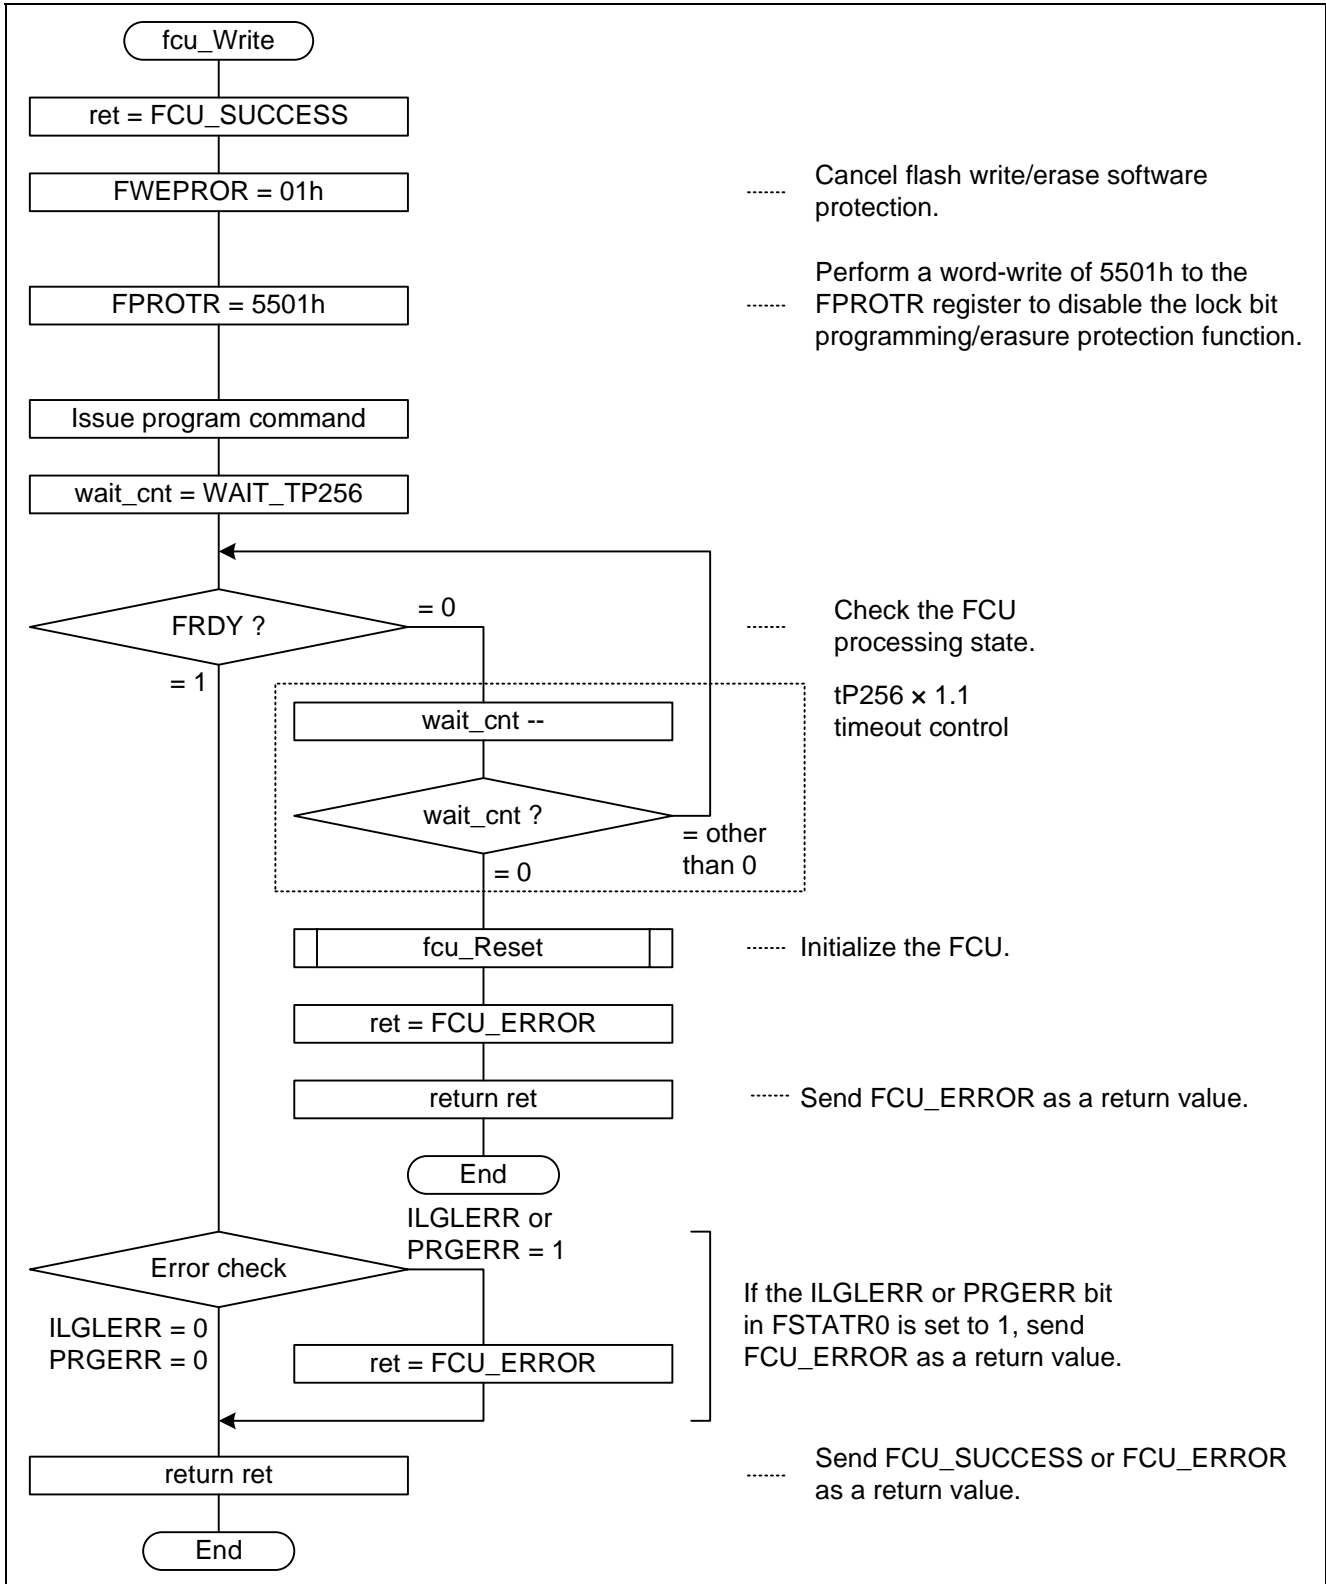 fcu_Write
ret = FCU_SUCCESS
FWEPROR = 01h
Cancel flash write/erase software
protection.
FPROTR = 5501h
Perform a word-write of 5501h to the
FPROTR register to disable the lock bit
programming/erasure protection function.
Issue program command
wait_cnt = WAIT_TP256
FRDY ?
= 0
= 1
Check the FCU
processing state.
tP256 × 1.1
timeout control
wait_cnt --
wait_cnt ?
= other
than 0
= 0
fcu_Reset
Initialize the FCU.
ret = FCU_ERROR
return ret
Send FCU_ERROR as a return value.
End
ILGLERR or
PRGERR = 1
Error check
ILGLERR = 0
PRGERR = 0
ret = FCU_ERROR
If the ILGLERR or PRGERR bit
in FSTATR0 is set to 1, send
FCU_ERROR as a return value.
return ret
Send FCU_SUCCESS or FCU_ERROR
as a return value.
End